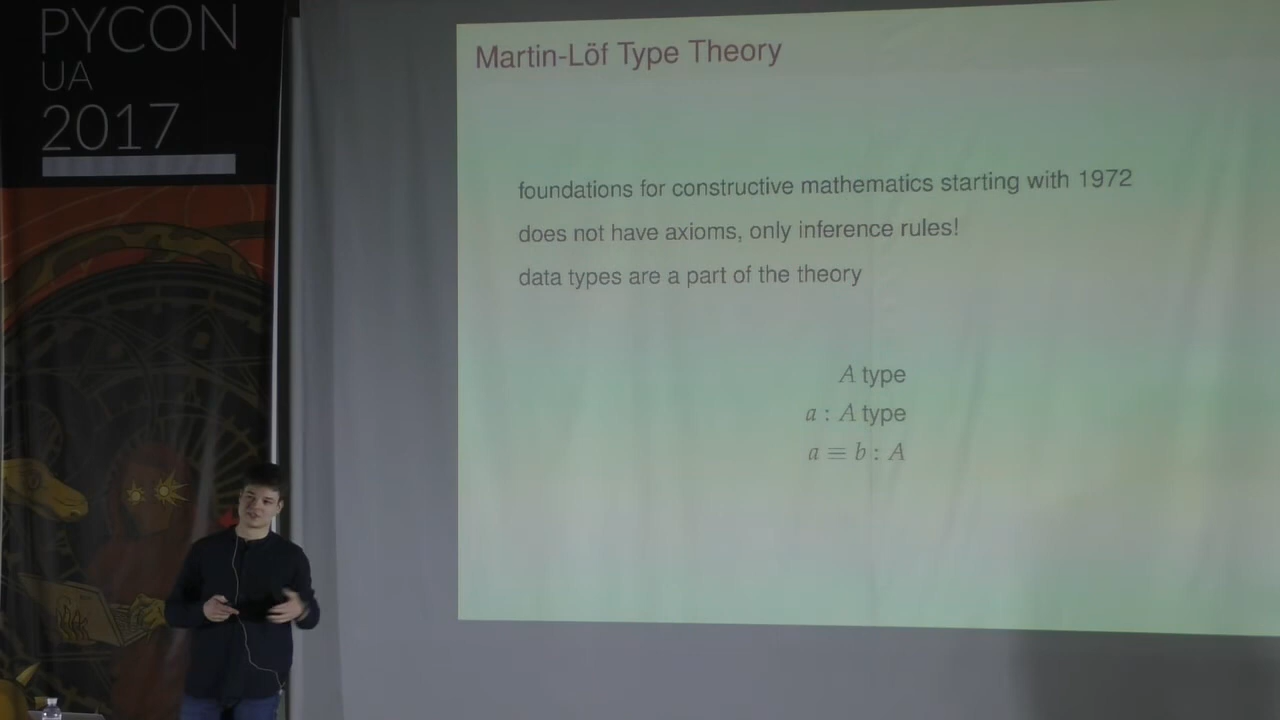 PYCON
UA
2017
Martin-Löf Type Theory
foundations for constructive mathematics starting with 1972
does not have axioms, only inference rules!
data types are a part of the theory
A type
a : A type
a ≡ b : A